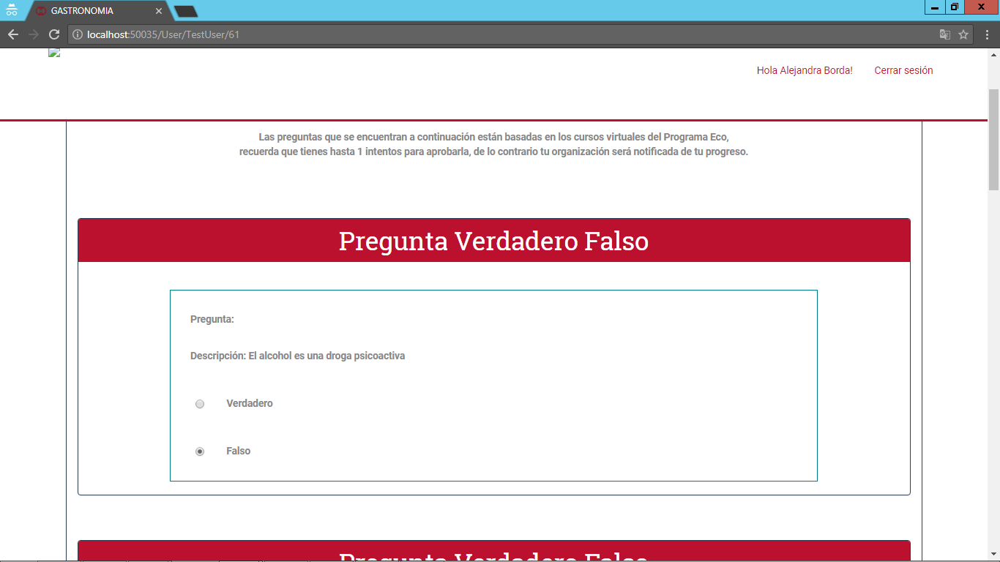 GASTRONOMIA
localhost:50035/User/TestUser/61
Hola Alejandra Borda!
Cerrar sesión
Las preguntas que se encuentran a continuación están basadas en los cursos virtuales del Programa Eco,
recuerda que tienes hasta 1 intentos para aprobarla, de lo contrario tu organización será notificada de tu progreso.
Pregunta Verdadero Falso
Pregunta:
Descripción: El alcohol es una droga psicoactiva
Verdadero
Falso
Pregunta Verdadero Falso